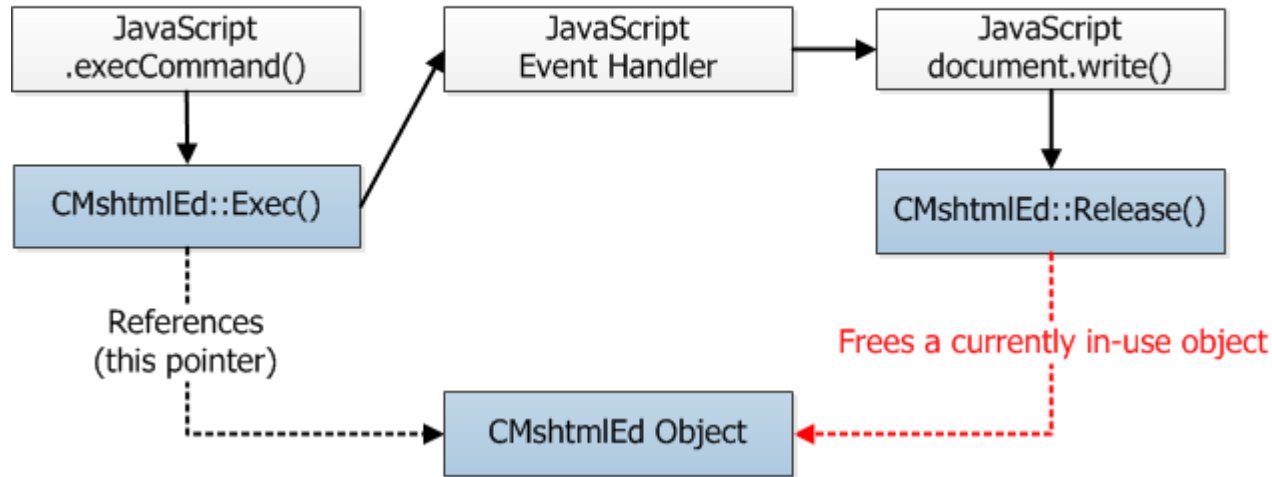 JavaScript
.execCommand()
JavaScript
Event Handler
JavaScript
document.write()
CMshtmlEd::Exec()
CMshtmlEd::Release()
References
(this pointer)
Frees a currently in-use object
CMshtmlEd Object